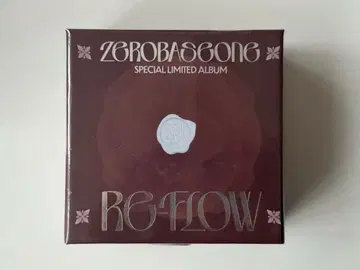 ZEROBASEONE
SPECIAL LIMITED ALBUM
RE-FLOW